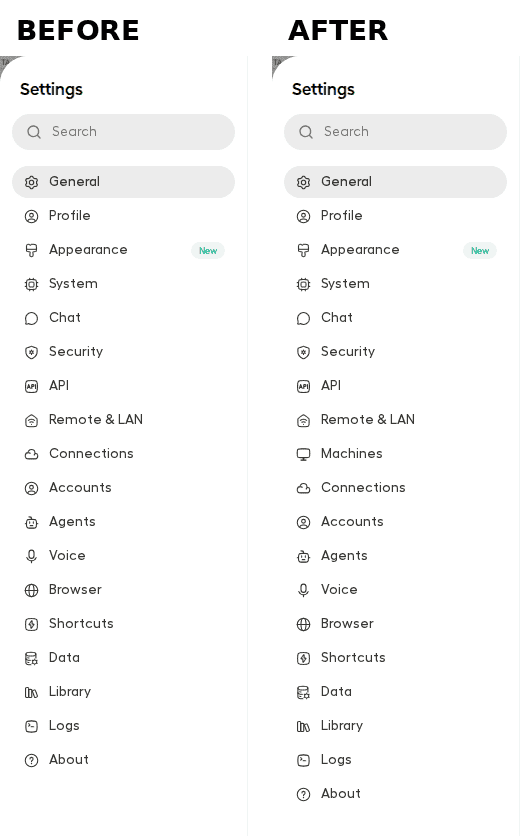 BEFORE
Settings
Search
General
Profile
Appearance New
System
Chat
Security
API
Remote & LAN
Connections
Accounts
Agents
Voice
Browser
Shortcuts
Data
Library
Logs
About
AFTER
Settings
Search
General
Profile
Appearance New
System
Chat
Security
API
Remote & LAN
Machines
Connections
Accounts
Agents
Voice
Browser
Shortcuts
Data
Library
Logs
About